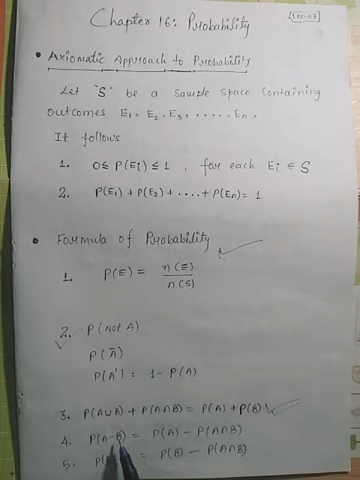 Chapter 16: Probability
[LEC-03]
• Axiomatic Approach to Probability
Let 'S' be a sample space containing
outcomes E₁, E₂, E₃, ..... Eₙ.
It follows
1. 0 ≤ P(Eᵢ) ≤ 1, for each Eᵢ ∈ S
2. P(E₁) + P(E₂) + .... + P(Eₙ) = 1
• Formula of Probability
1. P(E) = n(E)
n(S)
2. P(Not A)
P(A̅)
P(A') = 1 - P(A)
3. P(A∪B) + P(A∩B) = P(A) + P(B)
4. P(A-B) = P(A) - P(A∩B)
5. = P(B) - P(A∩B)